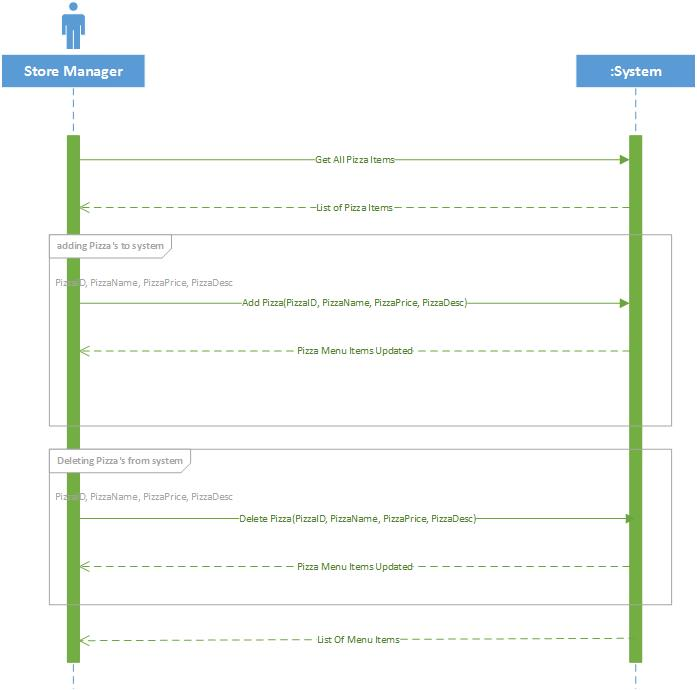 Store Manager
:System
Get All Pizza Items
List of Pizza Items
adding Pizza's to system
PizzaID, PizzaName, PizzaPrice, PizzaDesc
Add Pizza(PizzaID, PizzaName, PizzaPrice, PizzaDesc)
Pizza Menu Items Updated
Deleting Pizza's from system
PizzaID, PizzaName, PizzaPrice, PizzaDesc
Delete Pizza(PizzaID, PizzaName, PizzaPrice, PizzaDesc)
Pizza Menu Items Updated
List Of Menu Items